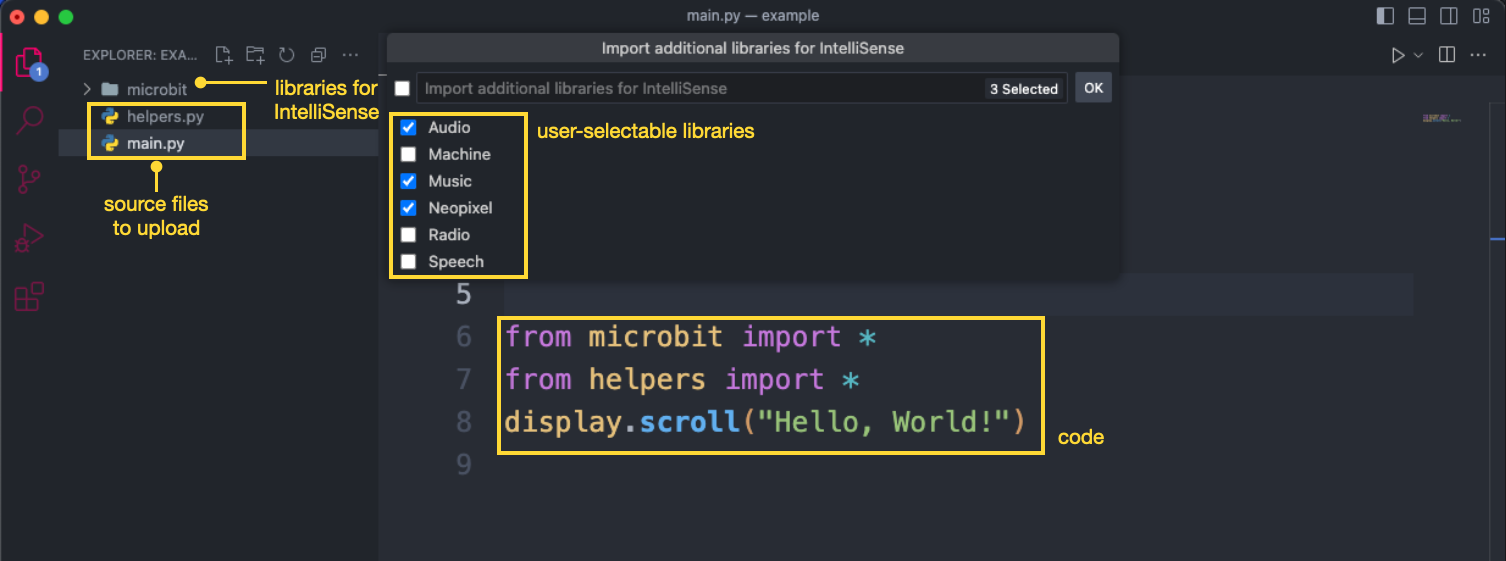 main.py — example
EXPLORER: EXA...
1
microbit
helpers.py
main.py
libraries for
IntelliSense
source files
to upload
Import additional libraries for IntelliSense
Import additional libraries for IntelliSense
3 Selected
OK
Audio
Machine
Music
Neopixel
Radio
Speech
user-selectable libraries
5
6 from microbit import *
7 from helpers import *
8 display.scroll("Hello, World!")
9
code